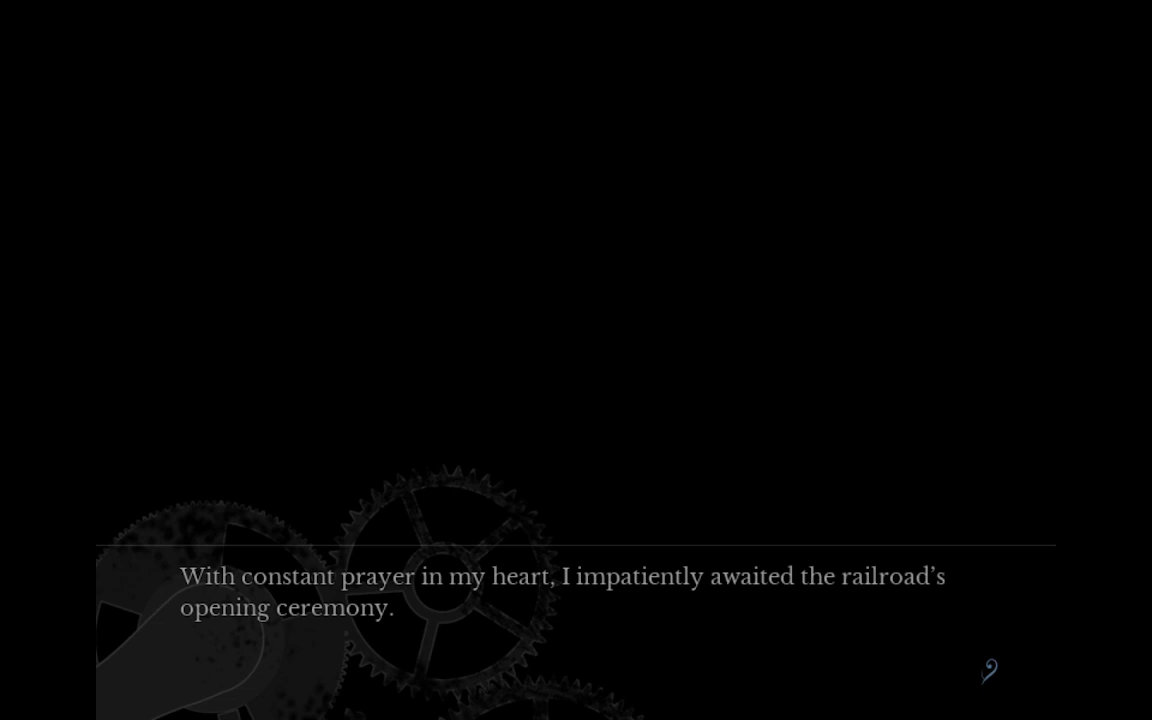 With constant prayer in my heart, I impatiently awaited the railroad’s
opening ceremony.